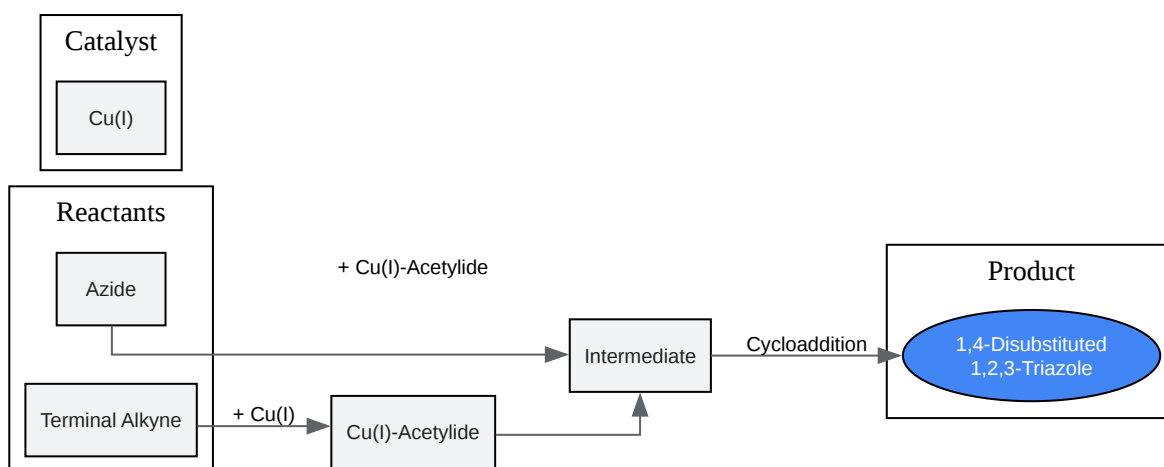 Catalyst
Cu(I)
Reactants
Azide
+ Cu(I)-Acetylide
Product
Intermediate
Cycloaddition
1,4-Disubstituted
1,2,3-Triazole
Terminal Alkyne
+ Cu(I)
Cu(I)-Acetylide